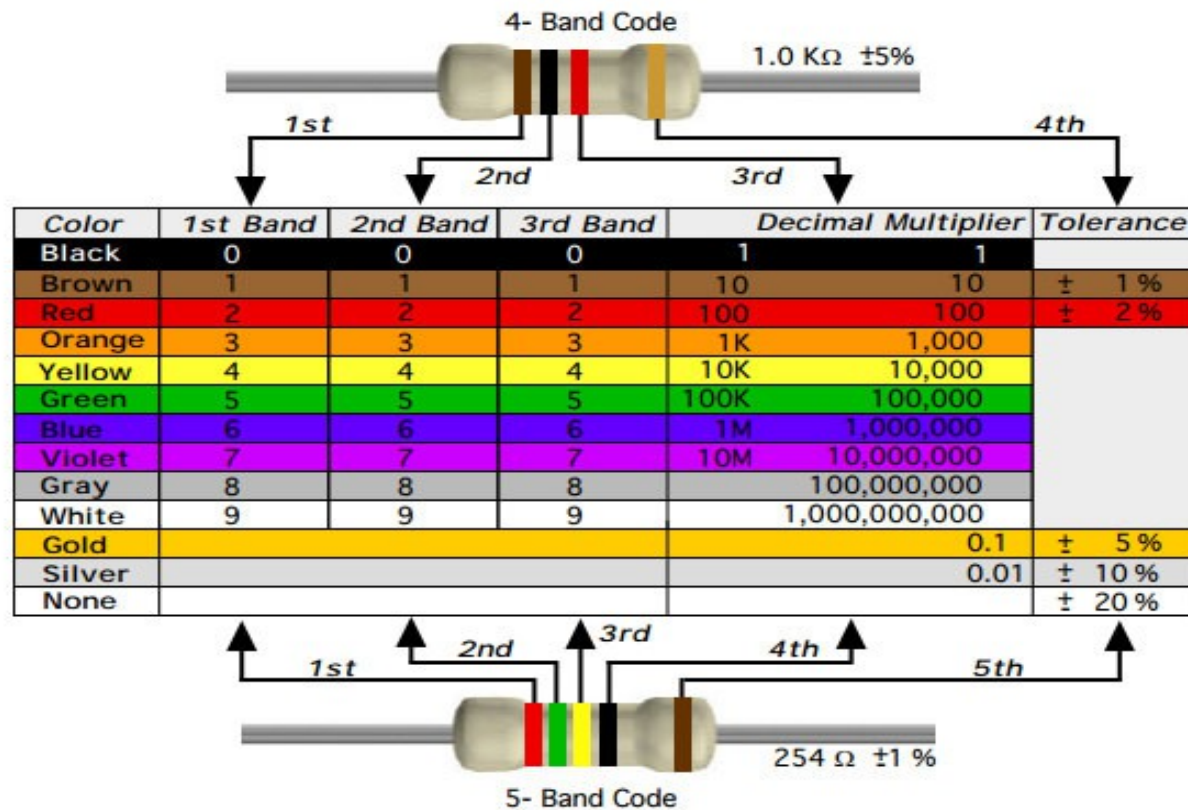 4- Band Code
1.0 KΩ ±5%
1st
4th
2nd
3rd
Color 1st Band 2nd Band 3rd Band Decimal Multiplier Tolerance
Black 0 0 0 1 1
Brown 1 1 1 10 10 ± 1 %
Red 2 2 2 100 100 ± 2 %
Orange 3 3 3 1K 1,000
Yellow 4 4 4 10K 10,000
Green 5 5 5 100K 100,000
Blue 6 6 6 1M 1,000,000
Violet 7 7 7 10M 10,000,000
Gray 8 8 8 100,000,000
White 9 9 9 1,000,000,000
Gold 0.1 ± 5 %
Silver 0.01 ± 10 %
None ± 20 %
1st
2nd
3rd
4th
5th
254 Ω ±1 %
5- Band Code